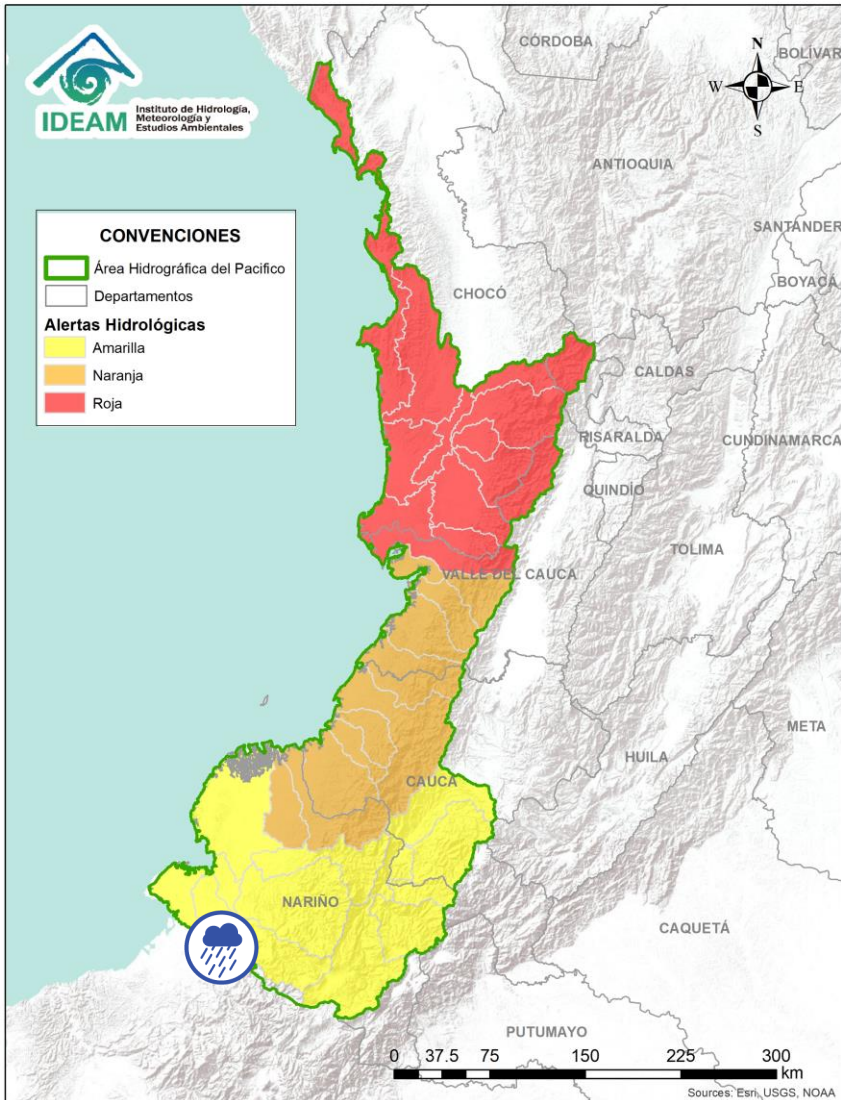 IDEAM
Instituto de Hidrología,
Meteorología y
Estudios Ambientales
N
W E
S
CÓRDOBA
BOLÍVAR
ANTIOQUIA
SANTANDER
BOYACÁ
CHOCÓ
CALDAS
RISARALDA
CUNDINAMARCA
QUINDÍO
TOLIMA
VALLE DEL CAUCA
META
HUILA
CAUCA
NARIÑO
CAQUETÁ
PUTUMAYO
CONVENCIONES
Área Hidrográfica del Pacifico
Departamentos
Alertas Hidrológicas
Amarilla
Naranja
Roja
0 37.5 75 150 225 300
km
Sources: Esri, USGS, NOAA